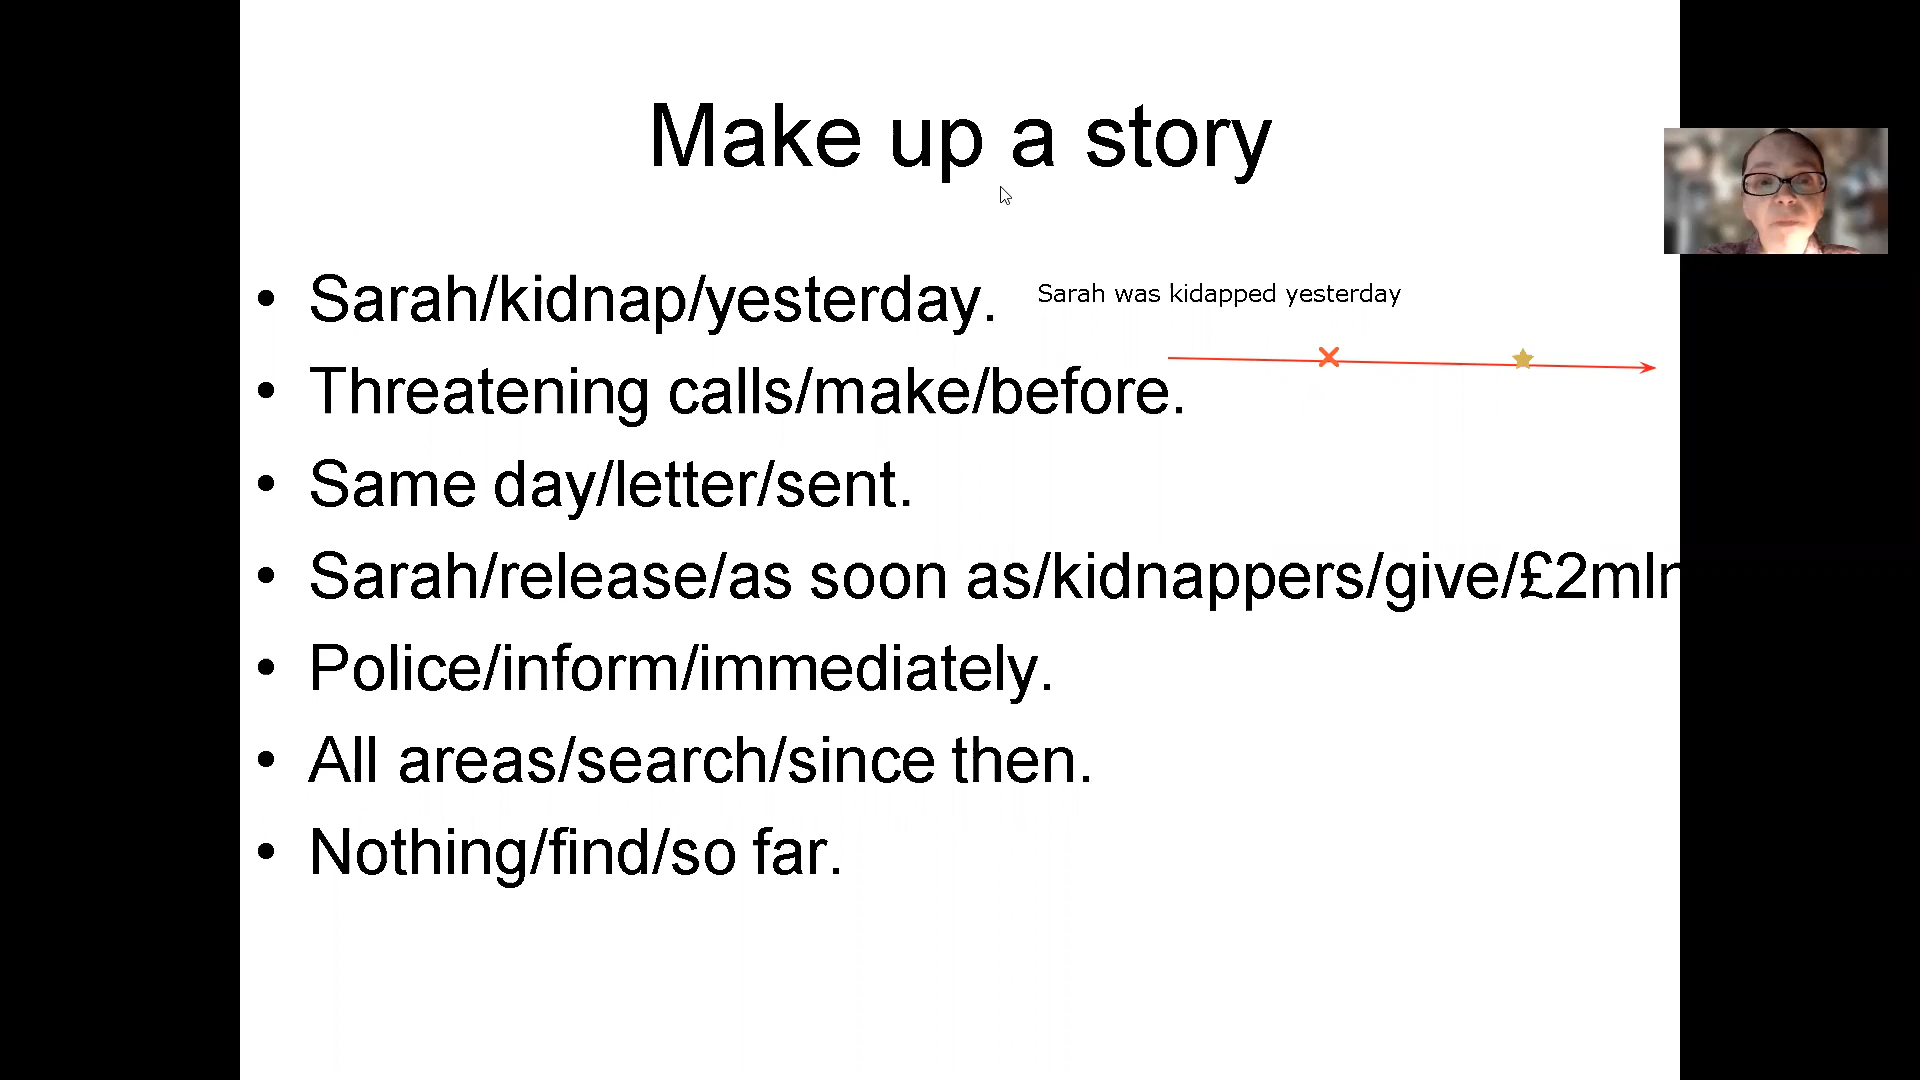 Make up a story
• Sarah/kidnap/yesterday.
Sarah was kidapped yesterday
• Threatening calls/make/before.
• Same day/letter/sent.
• Sarah/release/as soon as/kidnappers/give/£2mln
• Police/inform/immediately.
• All areas/search/since then.
• Nothing/find/so far.